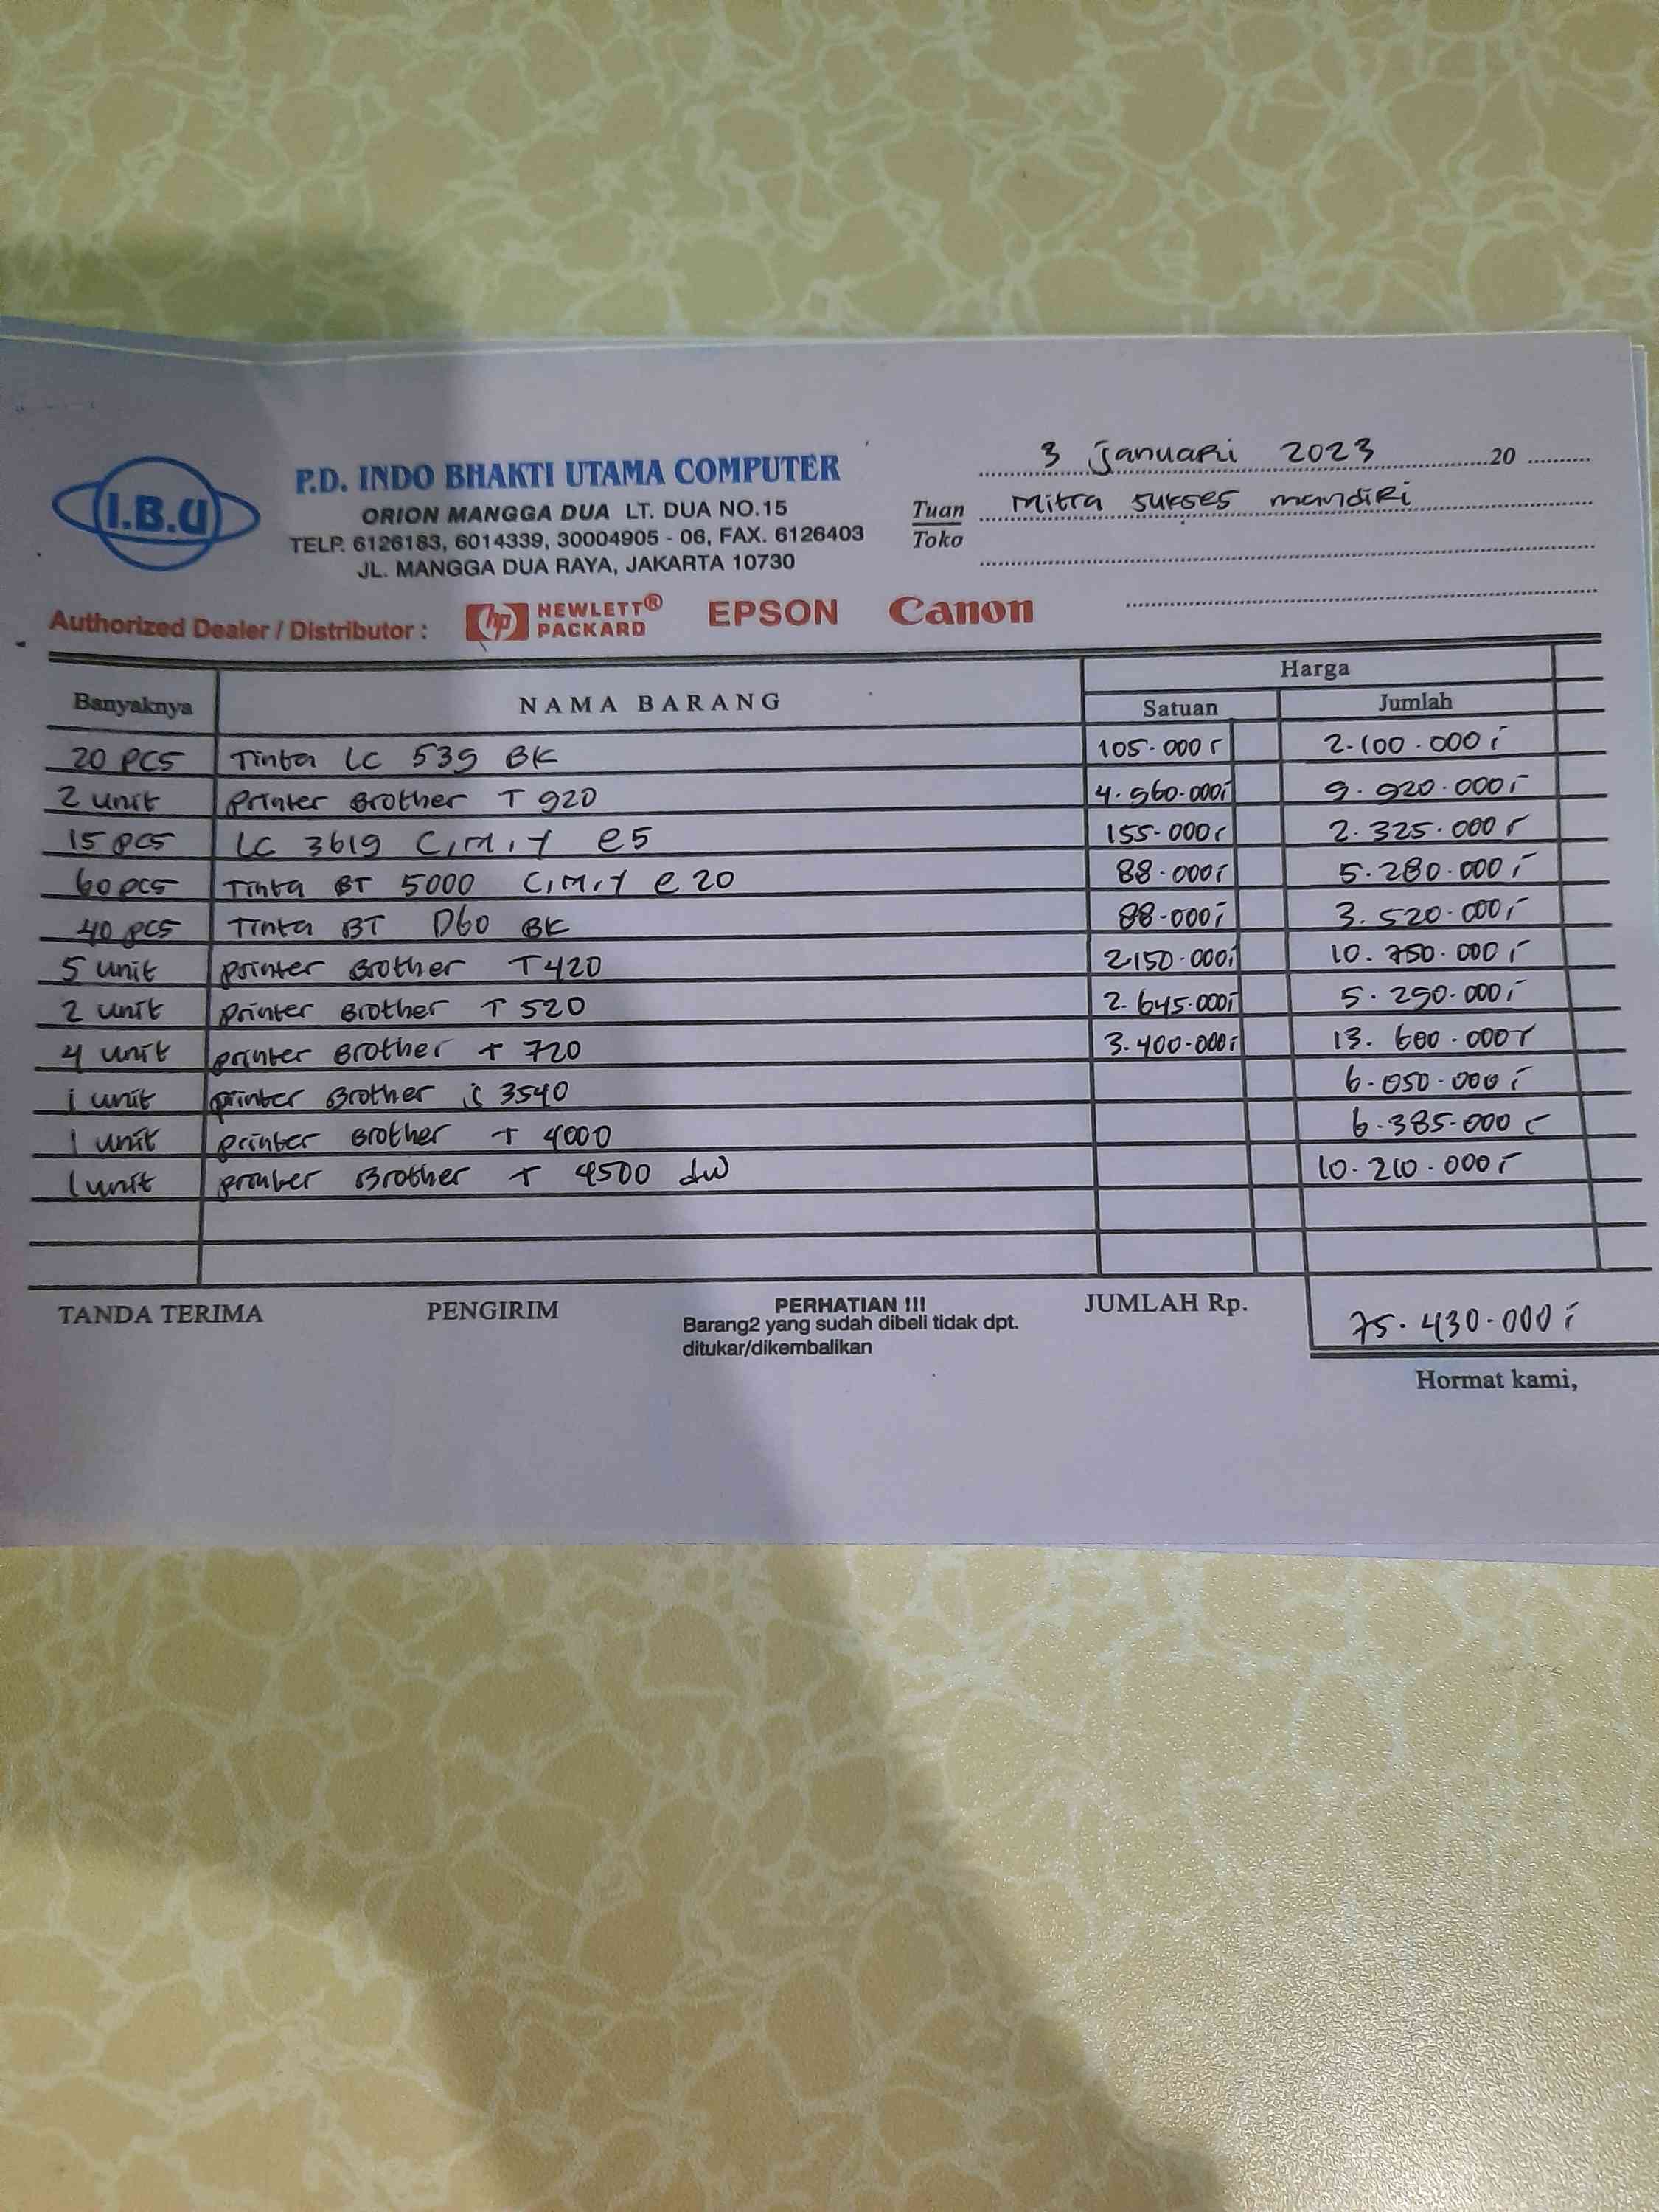 I.B.U
P.D. INDO BHAKTI UTAMA COMPUTER
ORION MANGGA DUA LT. DUA NO.15
TELP. 6126183, 6014339, 30004905 - 06, FAX. 6126403
JL. MANGGA DUA RAYA, JAKARTA 10730
3 Januari 2023 20
Tuan Mitra Sukses mandiri
Toko
Authorized Dealer / Distributor : hp HEWLETT® PACKARD EPSON Canon
Banyaknya NAMA BARANG Harga
Satuan Jumlah
20 pcs Tinta LC 539 BK 105.000,- 2.100.000,-
2 unit Printer Brother T 920 4.960.000,- 9.920.000,-
15 pcs LC 3619 C,M,Y @5 155.000,- 2.325.000,-
60 pcs Tinta BT 5000 C,M,Y @20 88.000,- 5.280.000,-
40 pcs Tinta BT D60 BK 88.000,- 3.520.000,-
5 unit printer Brother T420 2.150.000,- 10.750.000,-
2 unit printer Brother T 520 2.645.000,- 5.290.000,-
4 unit printer Brother T 720 3.400.000,- 13.600.000,-
1 unit printer Brother J 3540 6.050.000,-
1 unit printer Brother T 4000 6.385.000,-
1 unit printer Brother T 4500 dw 10.210.000,-
TANDA TERIMA PENGIRIM PERHATIAN !!! JUMLAH Rp. 75.430.000,-
Barang2 yang sudah dibeli tidak dpt.
ditukar/dikembalikan
Hormat kami,